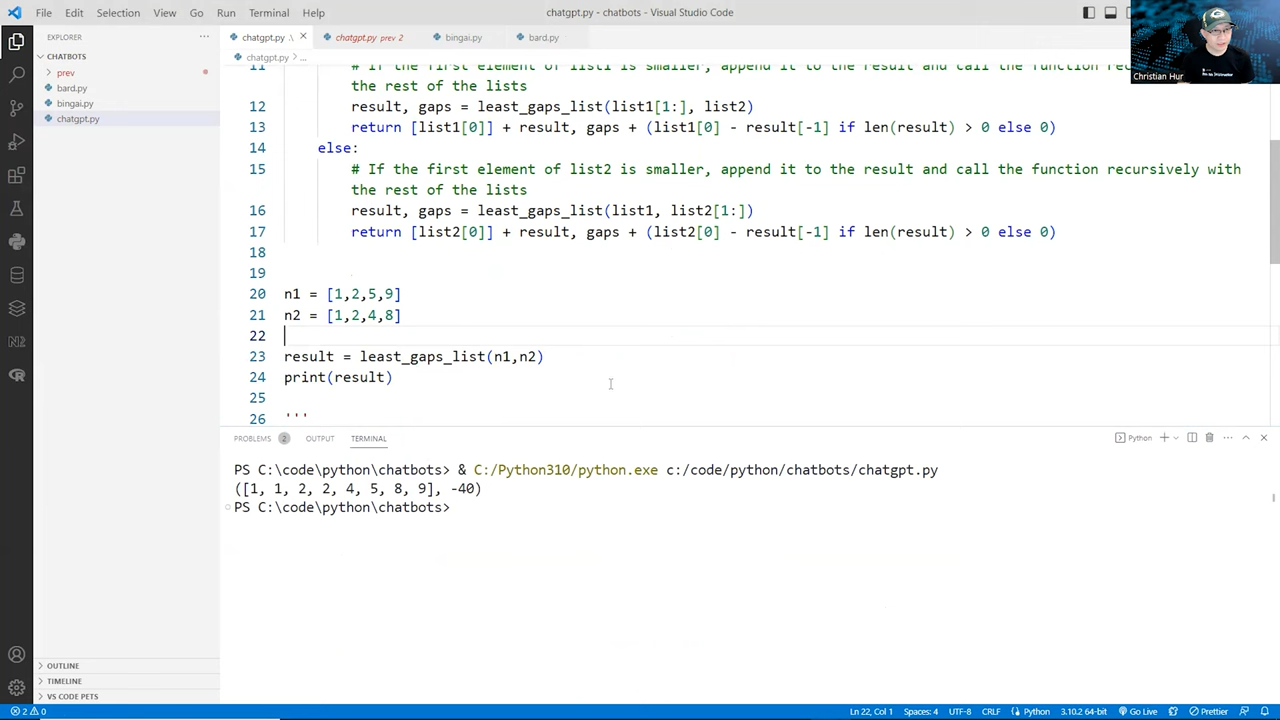 File Edit Selection View Go Run Terminal Help
chatgpt.py - chatbots - Visual Studio Code
EXPLORER
CHATBOTS
prev
bard.py
bingai.py
chatgpt.py
OUTLINE
TIMELINE
VS CODE PETS
chatgpt.py .\ chatgpt.py prev 2 bingai.py bard.py
chatgpt.py > ...
Christian Hur
11 # If the first element of list1 is smaller, append it to the result and call the function
the rest of the lists
12 result, gaps = least_gaps_list(list1[1:], list2)
13 return [list1[0]] + result, gaps + (list1[0] - result[-1] if len(result) > 0 else 0)
14 else:
15 # If the first element of list2 is smaller, append it to the result and call the function recursively with
the rest of the lists
16 result, gaps = least_gaps_list(list1, list2[1:])
17 return [list2[0]] + result, gaps + (list2[0] - result[-1] if len(result) > 0 else 0)
18
19
20 n1 = [1,2,5,9]
21 n2 = [1,2,4,8]
22
23 result = least_gaps_list(n1,n2)
24 print(result)
25
26 '''
PROBLEMS 2 OUTPUT TERMINAL
Python
PS C:\code\python\chatbots> & C:/Python310/python.exe c:/code/python/chatbots/chatgpt.py
([1, 1, 2, 2, 4, 5, 8, 9], -40)
PS C:\code\python\chatbots>
2 0
Ln 22, Col 1 Spaces: 4 UTF-8 CRLF Python 3.10.2 64-bit Go Live Prettier